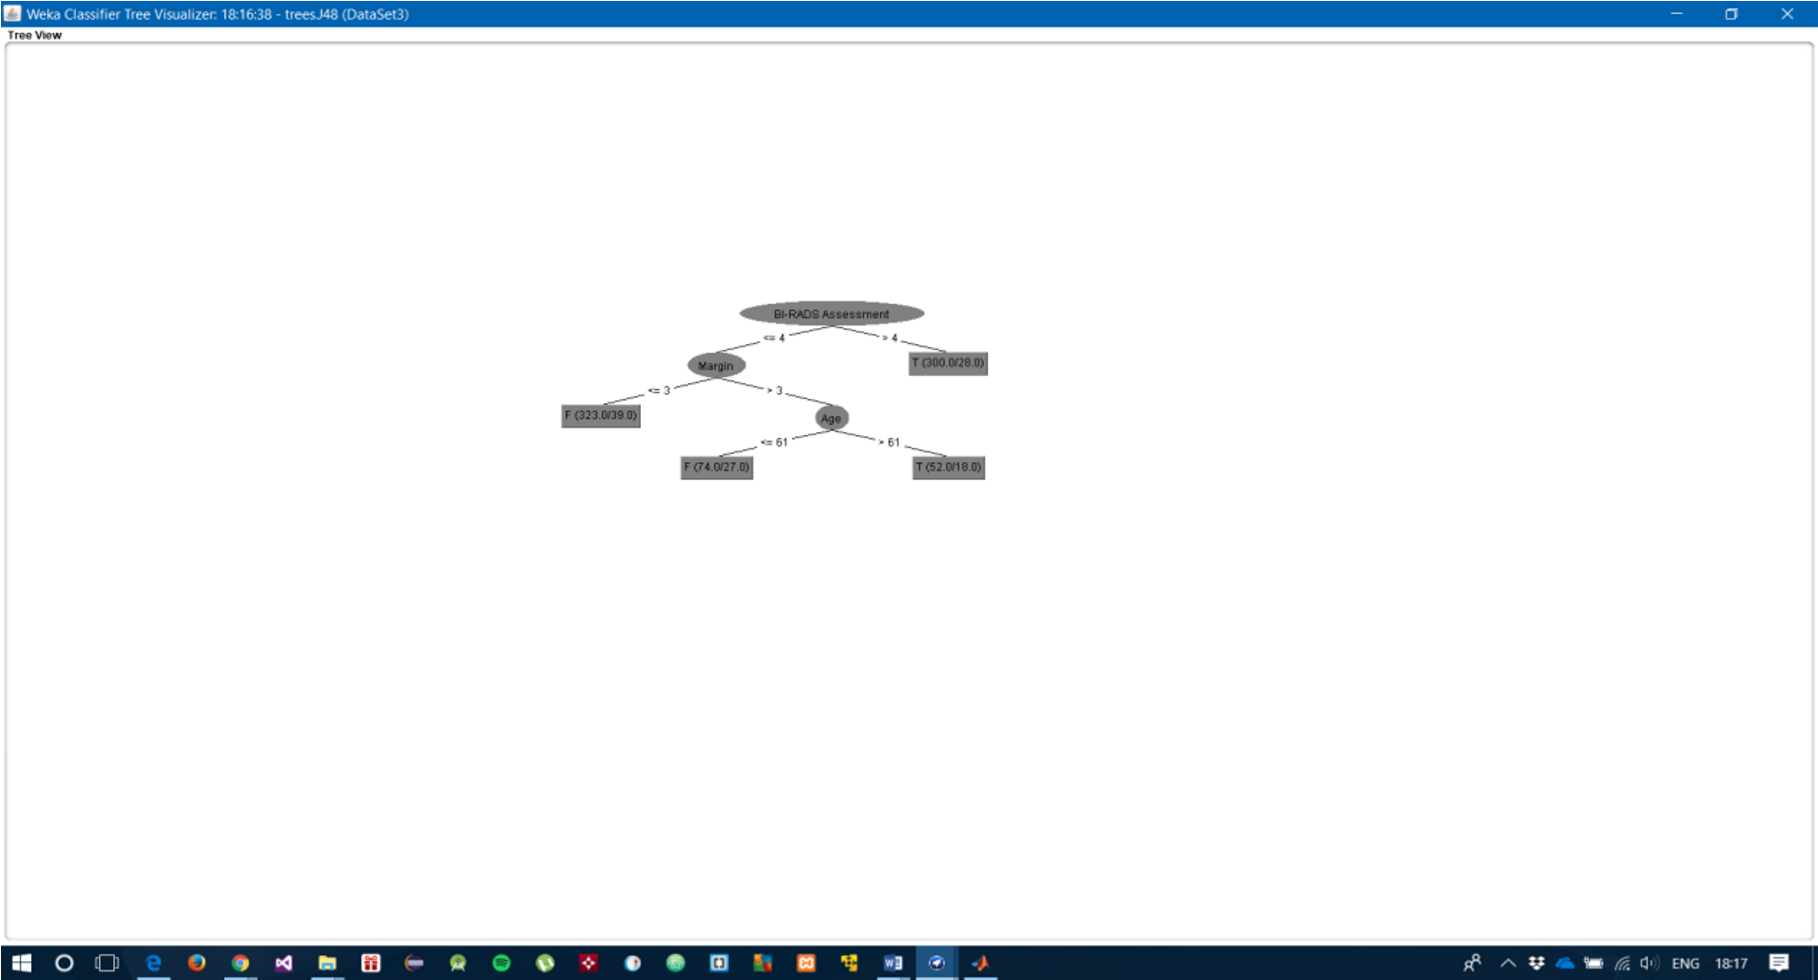 Weka Classifier Tree Visualizer: 18:16:38 - trees.J48 (DataSet3)
Tree View
BI-RADS Assessment
<= 4
> 4
Margin
T (300.0/28.0)
<= 3
> 3
F (323.0/39.0)
Age
<= 61
> 61
F (74.0/27.0)
T (52.0/18.0)
ENG
18:17